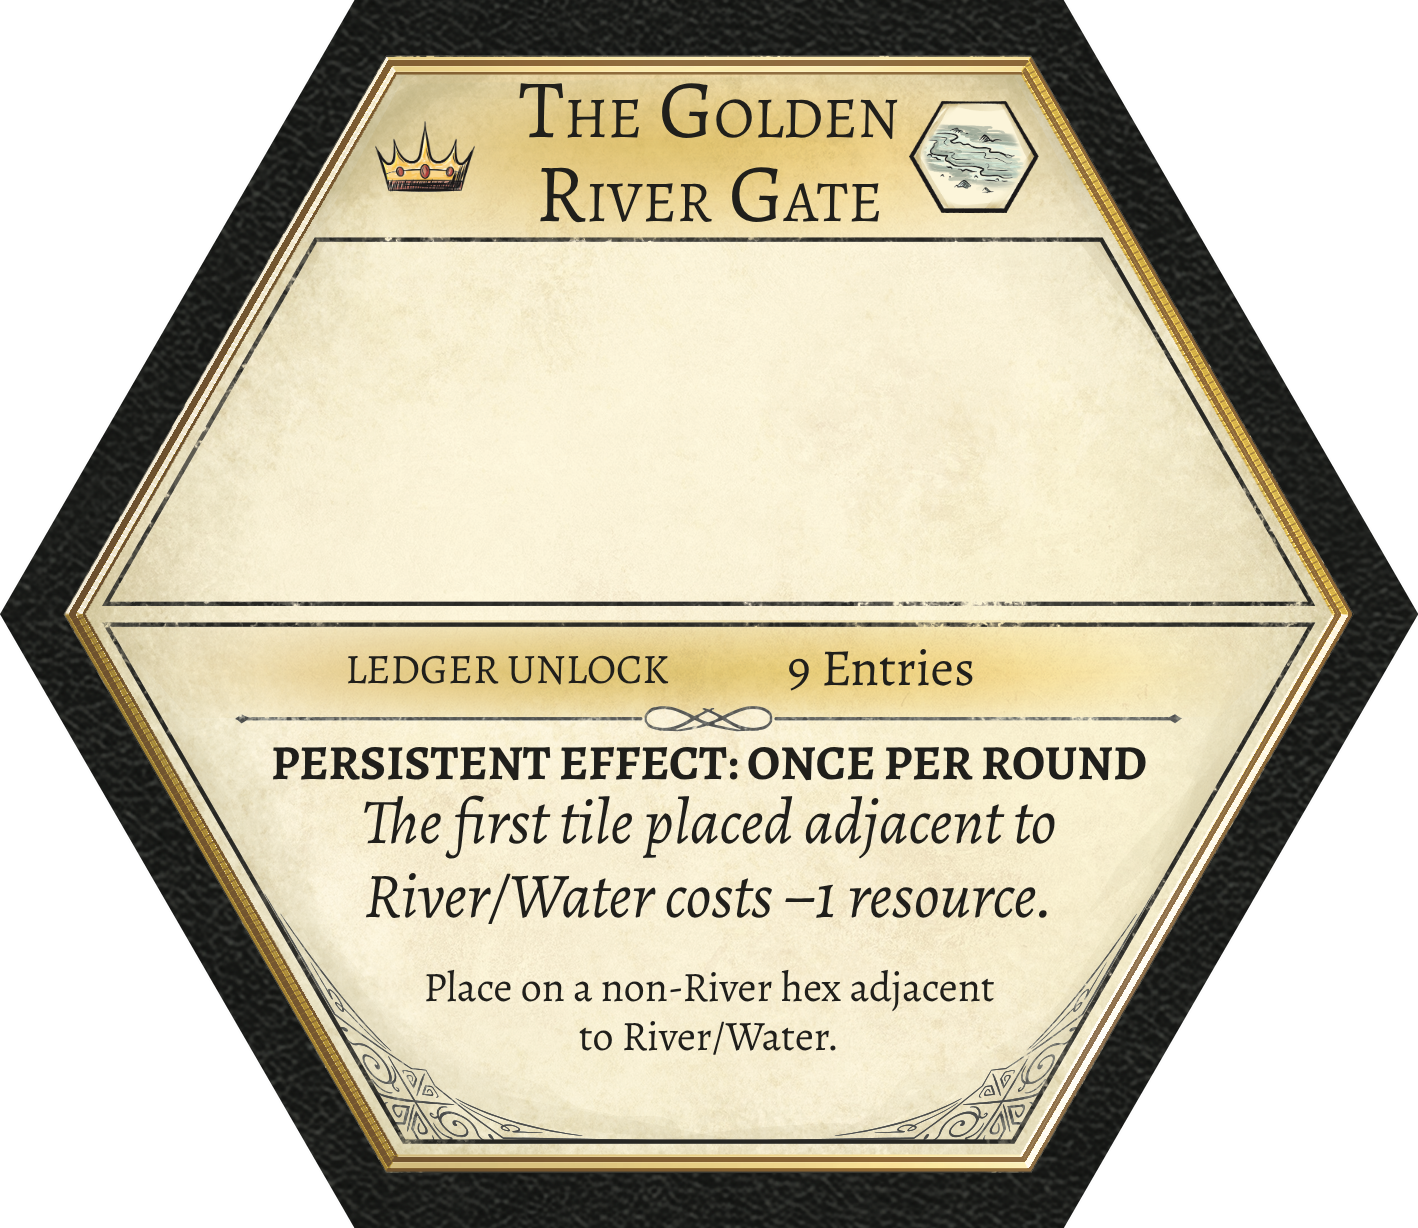 The Golden
River Gate
LEDGER UNLOCK
9 Entries
PERSISTENT EFFECT: ONCE PER ROUND
The first tile placed adjacent to
River/Water costs –1 resource.
Place on a non-River hex adjacent
to River/Water.